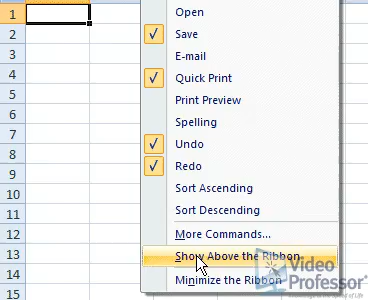 1
2
3
4
5
6
7
8
9
10
11
12
13
14
15
Open
Save
E-mail
Quick Print
Print Preview
Spelling
Undo
Redo
Sort Ascending
Sort Descending
More Commands...
Show Above the Ribbon
Minimize the Ribbon
Video
Professor®